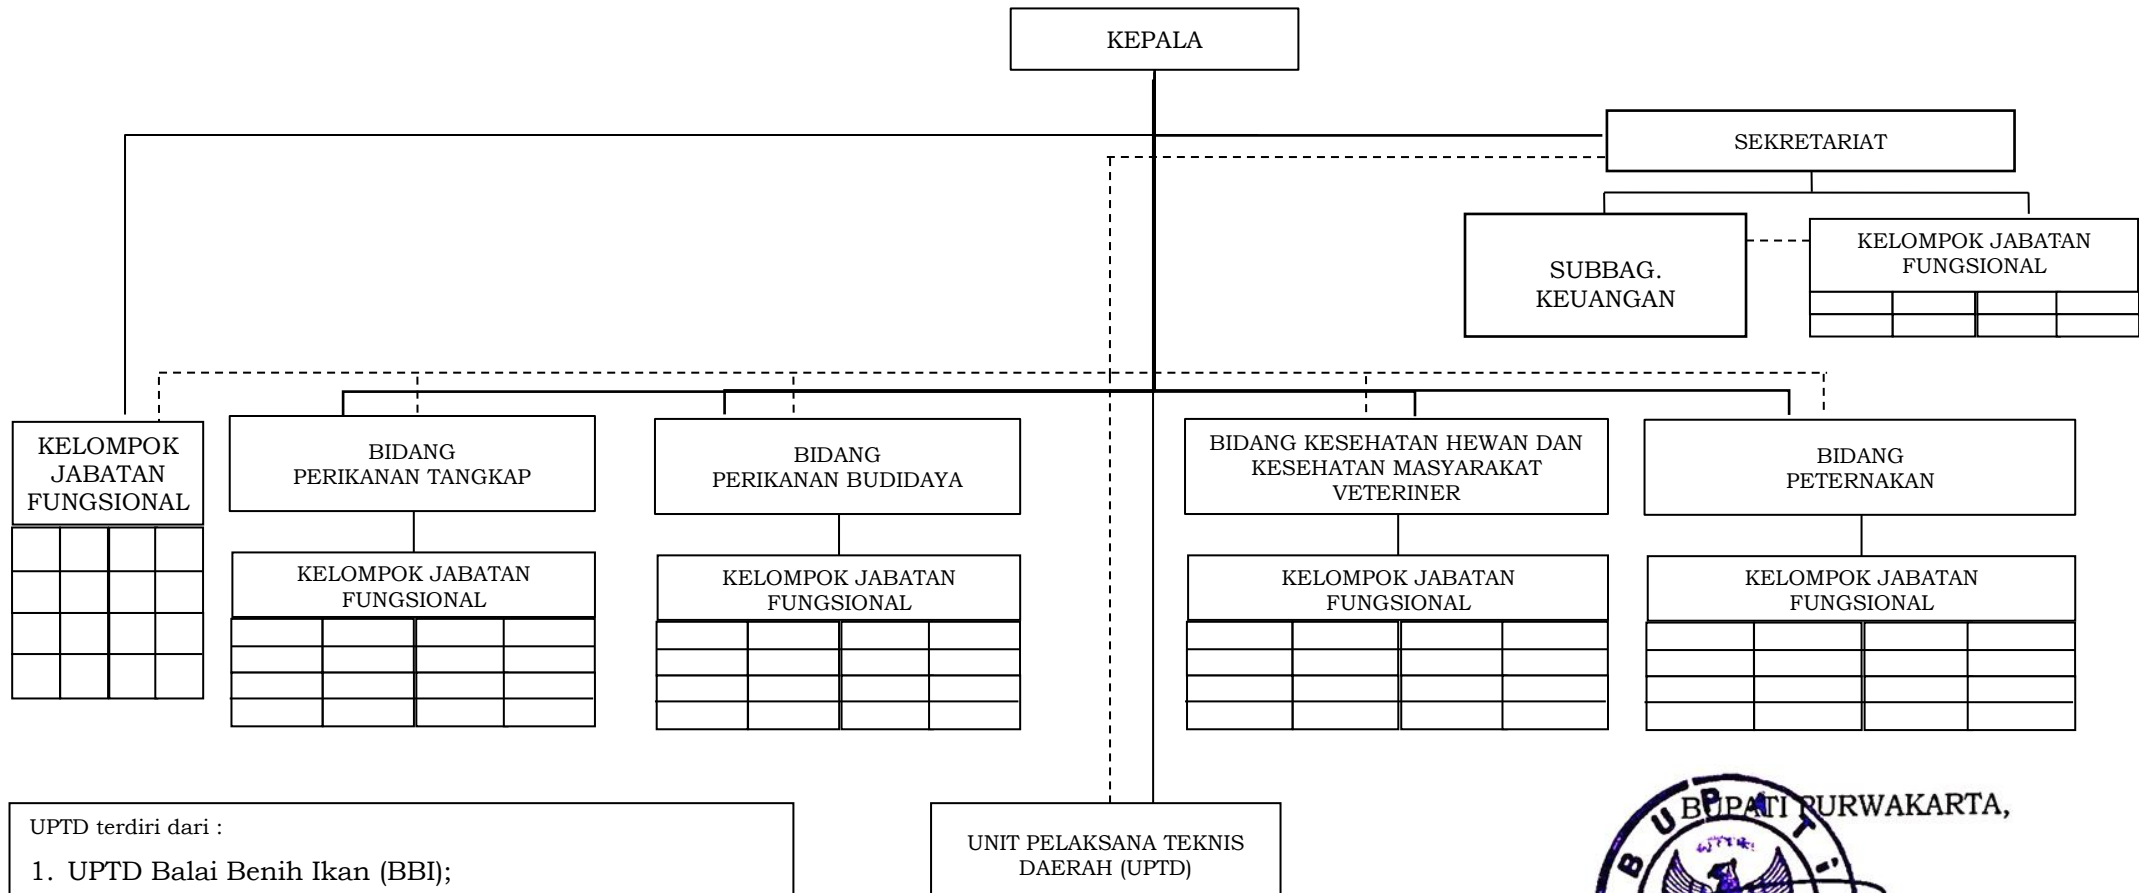 KEPALA
SEKRETARIAT
SUBBAG.
KEUANGAN
KELOMPOK JABATAN
FUNGSIONAL
KELOMPOK
JABATAN
FUNGSIONAL
BIDANG
PERIKANAN TANGKAP
BIDANG
PERIKANAN BUDIDAYA
BIDANG KESEHATAN HEWAN DAN
KESEHATAN MASYARAKAT
VETERINER
BIDANG
PETERNAKAN
KELOMPOK JABATAN
FUNGSIONAL
KELOMPOK JABATAN
FUNGSIONAL
KELOMPOK JABATAN
FUNGSIONAL
KELOMPOK JABATAN
FUNGSIONAL
UPTD terdiri dari :
1. UPTD Balai Benih Ikan (BBI);
UNIT PELAKSANA TEKNIS
DAERAH (UPTD)
BUPATI PURWAKARTA,
BUPATI